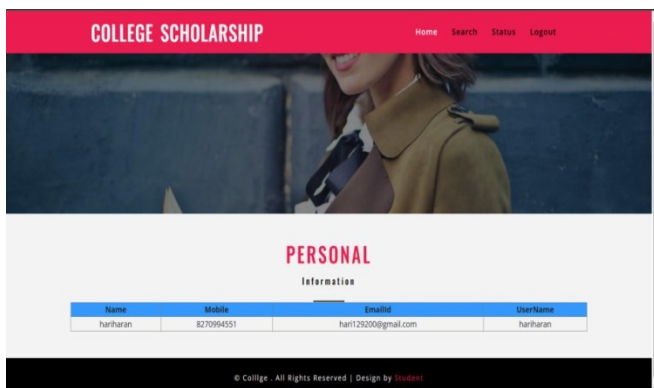 COLLEGE SCHOLARSHIP Home Search Status Logout
PERSONAL
Information
Name Mobile EmailId UserName
hariharan 8270994551 hari129200@gmail.com hariharan
© Colllge . All Rights Reserved | Design by Student